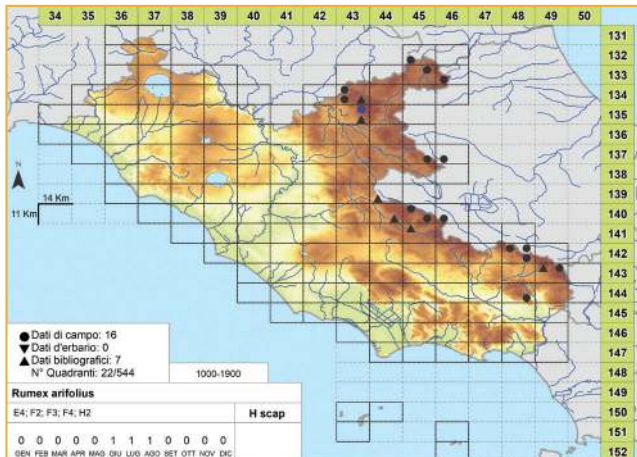 34 35 36 37 38 39 40 41 42 43 44 45 46 47 48 49 50
131
132
133
134
135
136
137
138
139
140
141
142
143
144
145
146
147
148
149
150
151
152
N
14 Km
11 Km
Dati di campo: 16
Dati d'erbario: 0
Dati bibliografici: 7
N° Quadranti: 22/544
1000-1900
Rumex arifolius
E4; F2; F3; F4; H2
H scap
0 0 0 0 0 1 1 1 0 0 0 0
GEN FEB MAR APR MAG GIU LUG AGO SET OTT NOV DIC